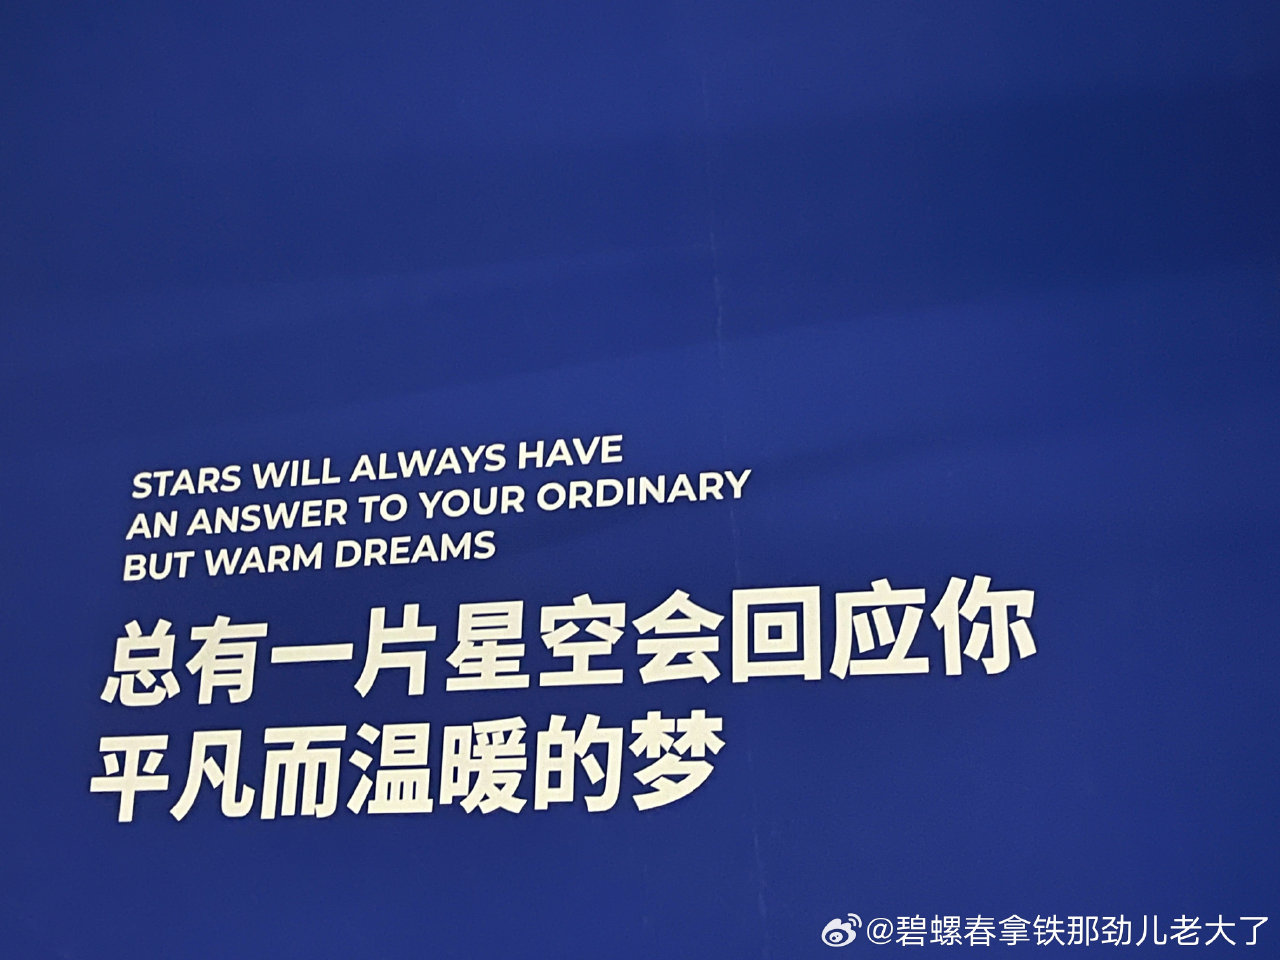 STARS WILL ALWAYS HAVE
AN ANSWER TO YOUR ORDINARY
BUT WARM DREAMS
总有一片星空会回应你
平凡而温暖的梦
@碧螺春拿铁那劲儿老大了